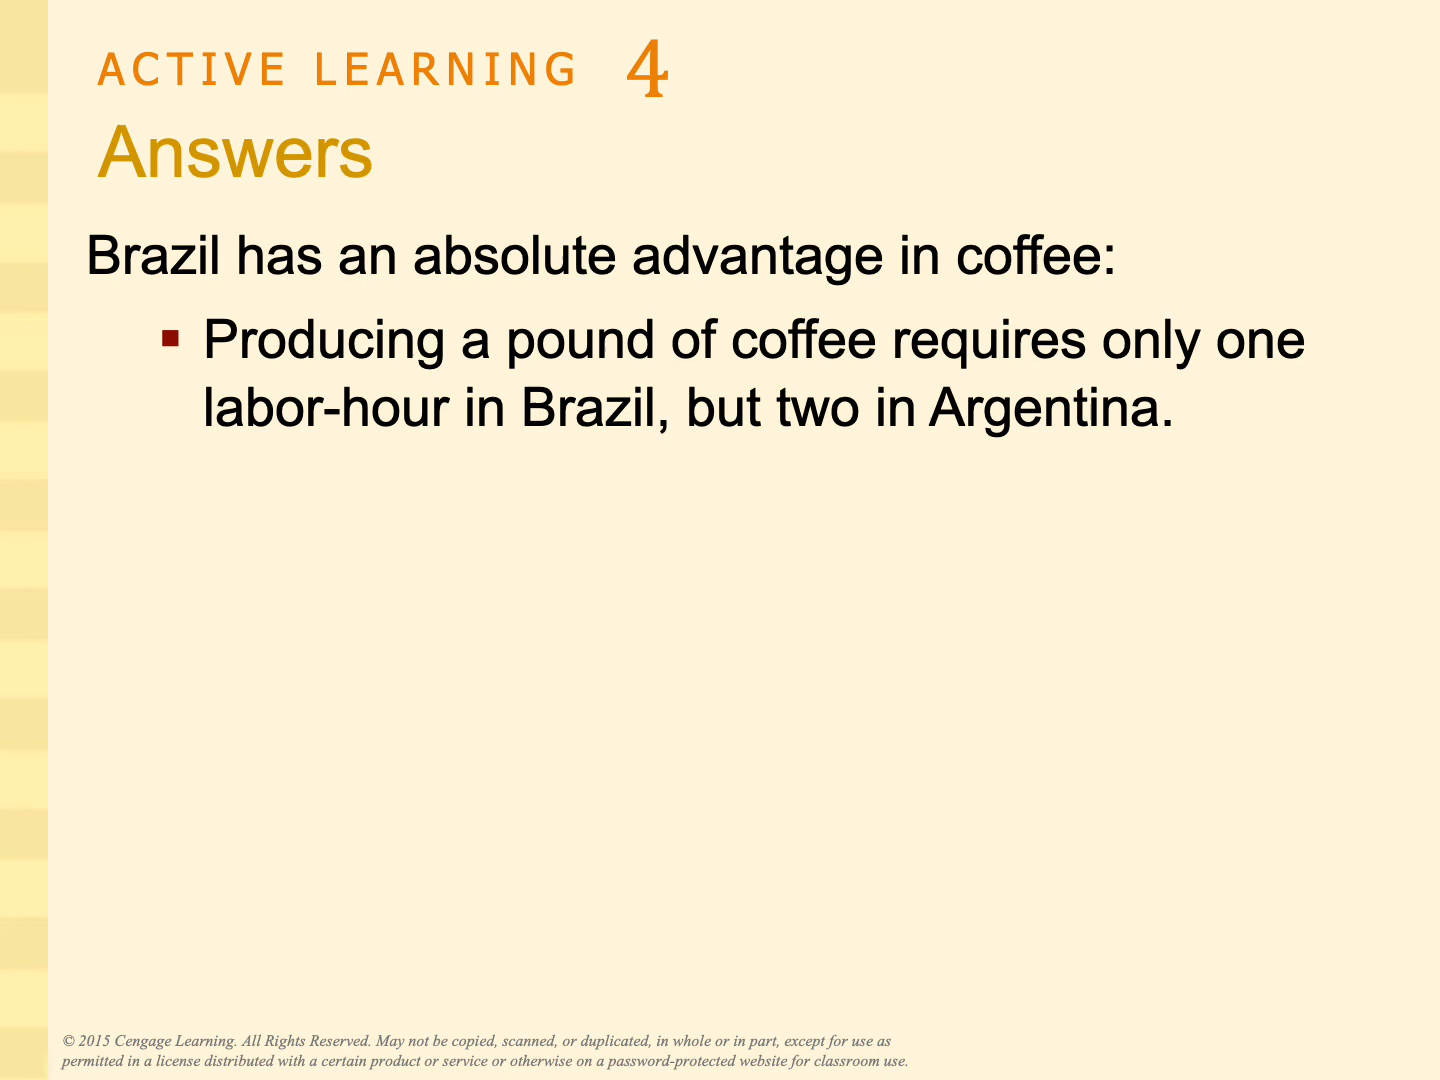 ACTIVE LEARNING 4
Answers
Brazil has an absolute advantage in coffee:
▪ Producing a pound of coffee requires only one
labor-hour in Brazil, but two in Argentina.
© 2015 Cengage Learning. All Rights Reserved. May not be copied, scanned, or duplicated, in whole or in part, except for use as
permitted in a license distributed with a certain product or service or otherwise on a password-protected website for classroom use.